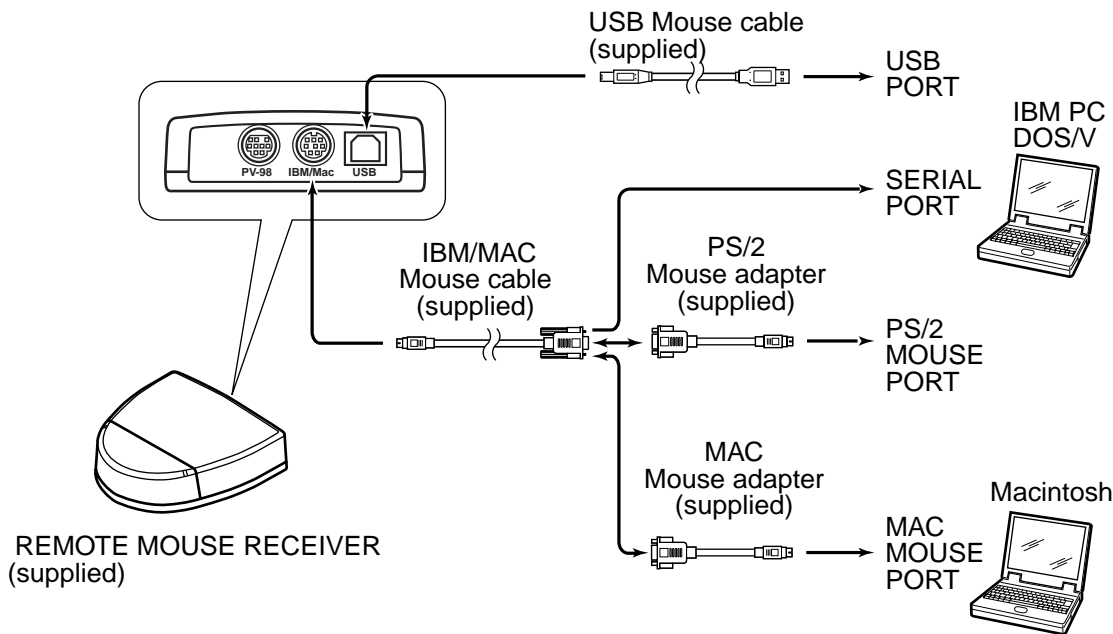 USB Mouse cable
(supplied)
USB
PORT
IBM PC
DOS/V
PV-98 IBM/Mac USB
SERIAL
PORT
IBM/MAC
Mouse cable
(supplied)
PS/2
Mouse adapter
(supplied)
PS/2
MOUSE
PORT
MAC
Mouse adapter
(supplied)
Macintosh
MAC
MOUSE
PORT
REMOTE MOUSE RECEIVER
(supplied)